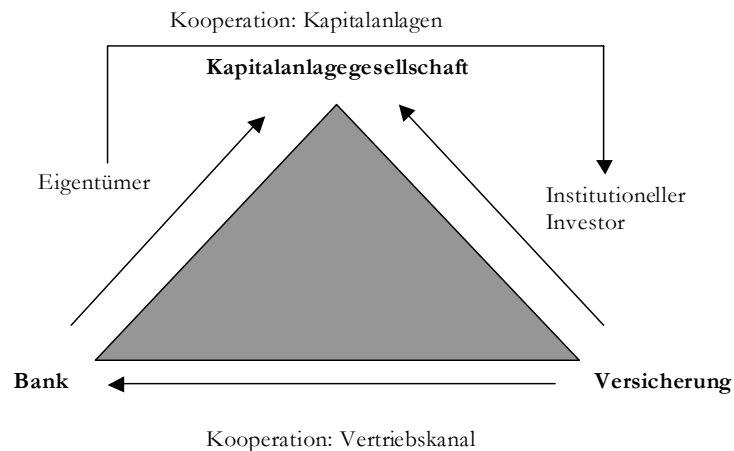 Kooperation: Kapitalanlagen
Kapitalanlagegesellschaft
Eigentümer
Institutioneller
Investor
Bank
Versicherung
Kooperation: Vertriebskanal